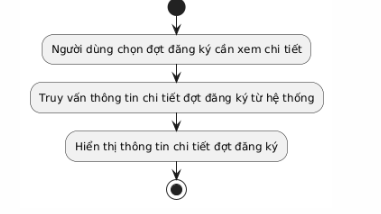 Người dùng chọn đợt đăng ký cần xem chi tiết
Truy vấn thông tin chi tiết đợt đăng ký từ hệ thống
Hiển thị thông tin chi tiết đợt đăng ký